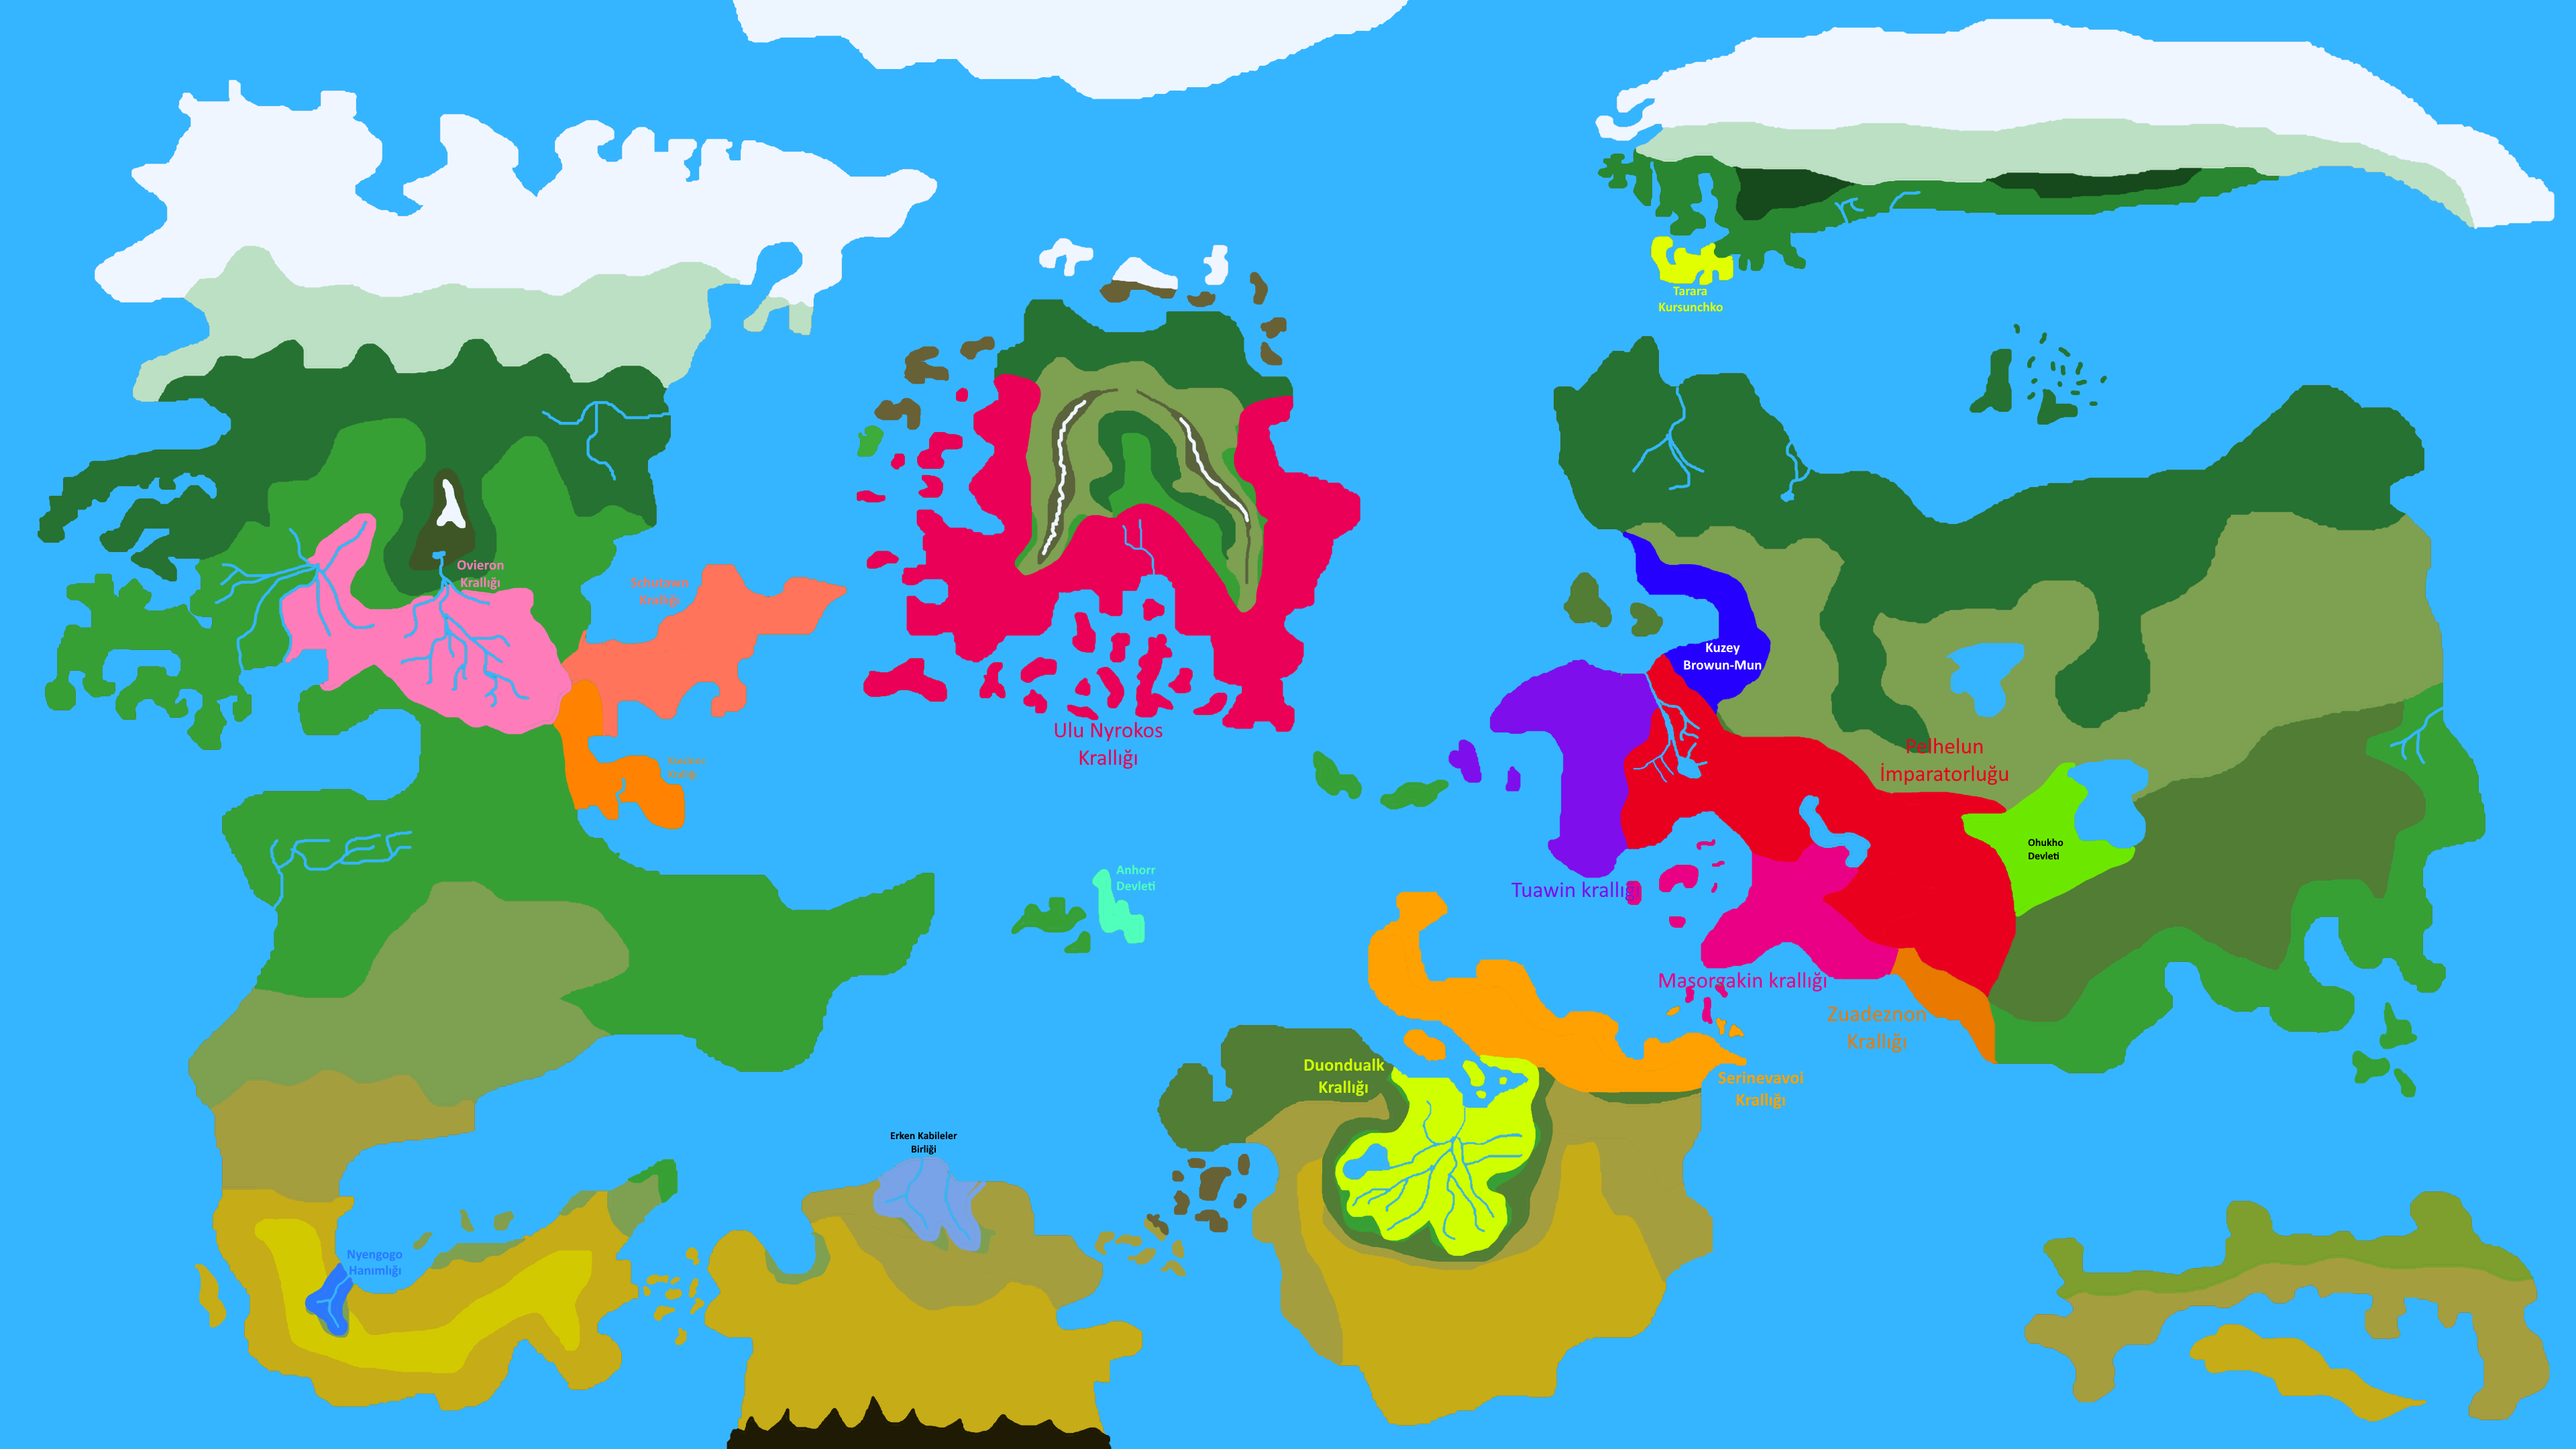 Tarara
Kursunchko
Ovieron
Krallığı
Schutawn
Krallığı
Kuzey
Browun-Mun
Ulu Nyrokos
Krallığı
Pelhelun
İmparatorluğu
Krallığı
Ohukho
Devleti
Anhorr
Devleti
Tuawin krallığı
Masorgakin krallığı
Zuadeznon
Krallığı
Duondualk
Krallığı
Serinevavoi
Krallığı
Erken Kabileler
Birliği
Nyengogo
Hanımlığı